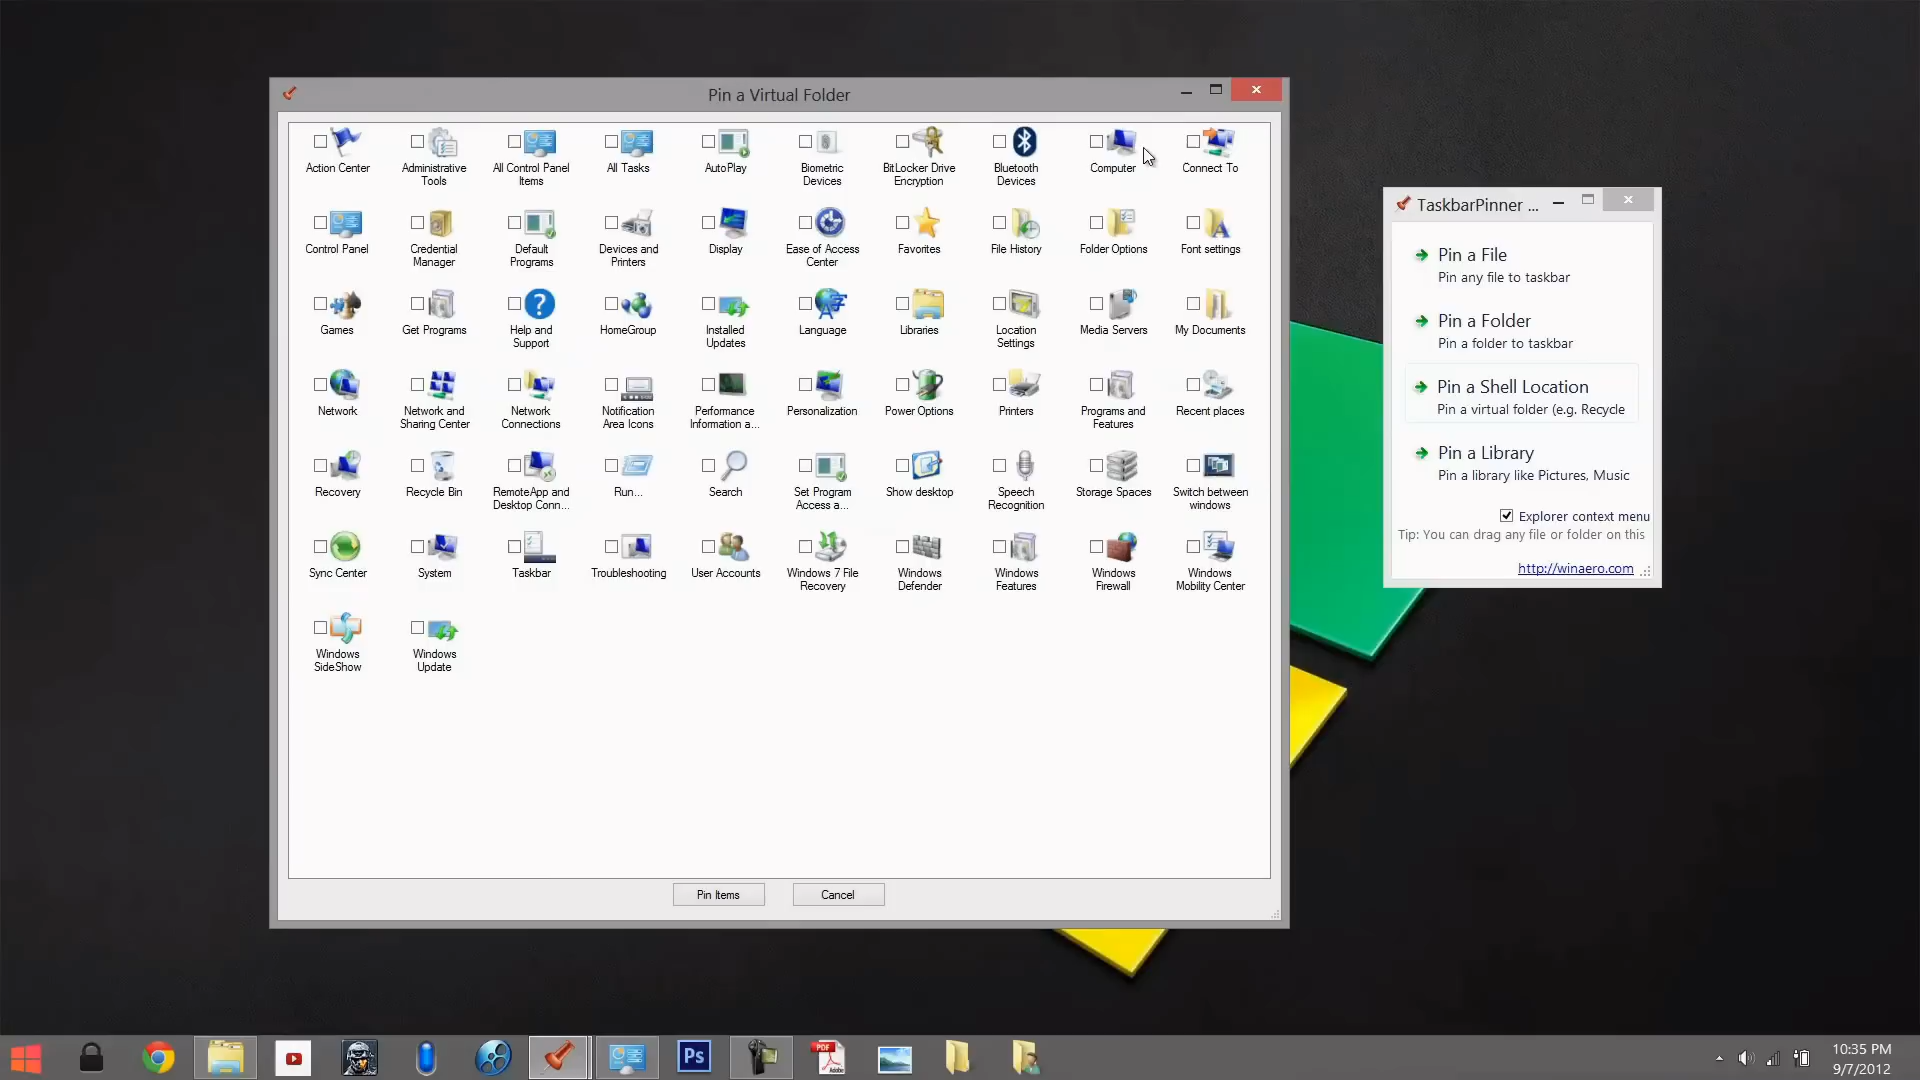 Pin a Virtual Folder
Action Center
Administrative
Tools
All Control Panel
Items
All Tasks
AutoPlay
Biometric
Devices
BitLocker Drive
Encryption
Bluetooth
Devices
Computer
Connect To
Control Panel
Credential
Manager
Default
Programs
Devices and
Printers
Display
Ease of Access
Center
Favorites
File History
Folder Options
Font settings
Games
Get Programs
Help and
Support
HomeGroup
Installed
Updates
Language
Libraries
Location
Settings
Media Servers
My Documents
Network
Network and
Sharing Center
Network
Connections
Notification
Area Icons
Performance
Information a...
Personalization
Power Options
Printers
Programs and
Features
Recent places
Recovery
Recycle Bin
RemoteApp and
Desktop Conn...
Run...
Search
Set Program
Access a...
Show desktop
Speech
Recognition
Storage Spaces
Switch between
windows
Sync Center
System
Taskbar
Troubleshooting
User Accounts
Windows 7 File
Recovery
Windows
Defender
Windows
Features
Windows
Firewall
Windows
Mobility Center
Windows
SideShow
Windows
Update
Pin Items
Cancel
TaskbarPinner ...
Pin a File
Pin any file to taskbar
Pin a Folder
Pin a folder to taskbar
Pin a Shell Location
Pin a virtual folder (e.g. Recycle
Pin a Library
Pin a library like Pictures, Music
Explorer context menu
Tip: You can drag any file or folder on this
http://winaero.com
Ps
PDF
Adobe
10:35 PM
9/7/2012